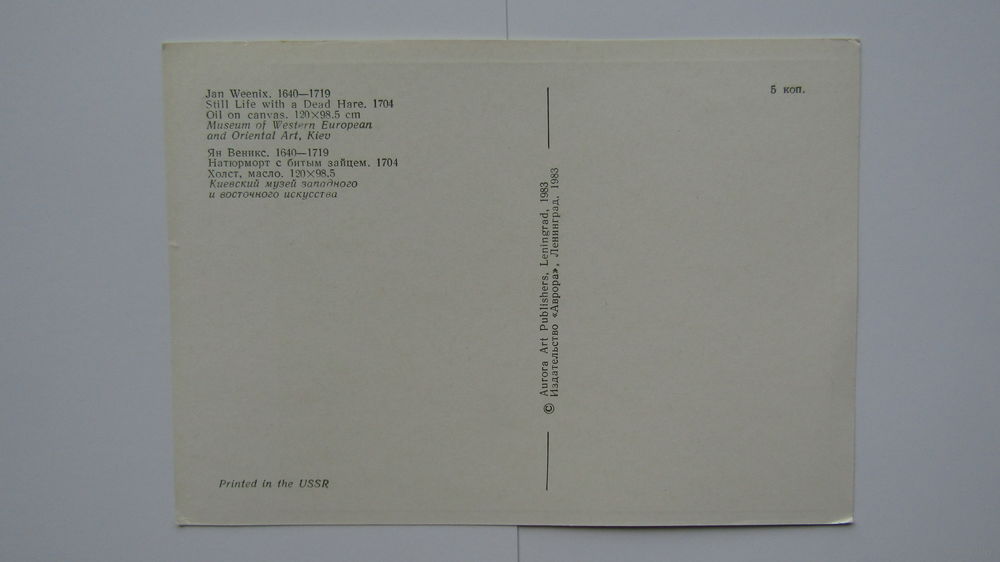 Jan Weenix. 1640—1719
Still Life with a Dead Hare. 1704
Oil on canvas. 120×98.5 cm
Museum of Western European
and Oriental Art, Kiev
Ян Веникс. 1640—1719
Натюрморт с битым зайцем. 1704
Холст, масло. 120×98.5
Киевский музей западного
и восточного искусства
Printed in the USSR
© Aurora Art Publishers, Leningrad, 1983
Издательство «Аврора», Ленинград, 1983
5 коп.